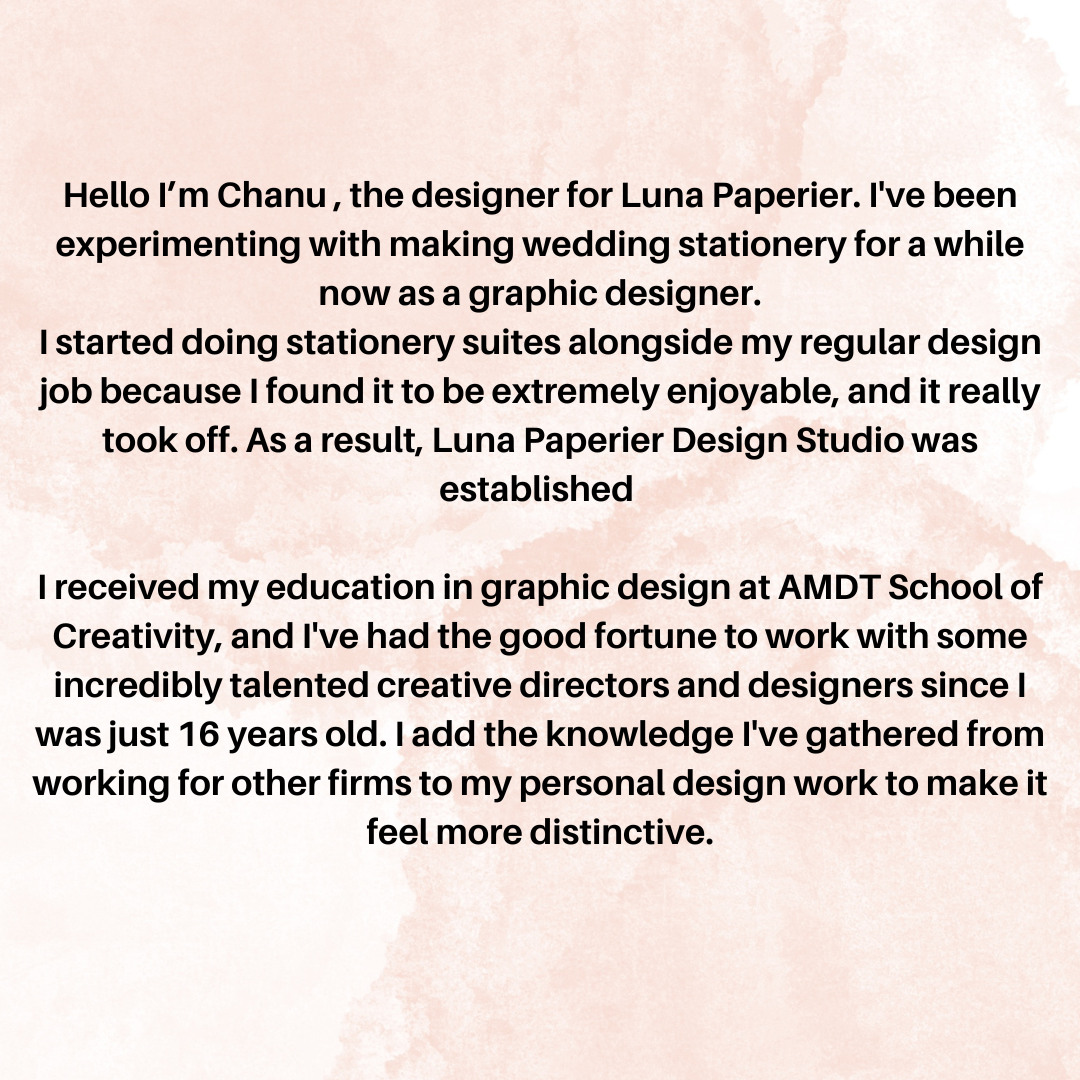 Hello I’m Chanu , the designer for Luna Paperier. I've been
experimenting with making wedding stationery for a while
now as a graphic designer.
I started doing stationery suites alongside my regular design
job because I found it to be extremely enjoyable, and it really
took off. As a result, Luna Paperier Design Studio was
established
I received my education in graphic design at AMDT School of
Creativity, and I've had the good fortune to work with some
incredibly talented creative directors and designers since I
was just 16 years old. I add the knowledge I've gathered from
working for other firms to my personal design work to make it
feel more distinctive.